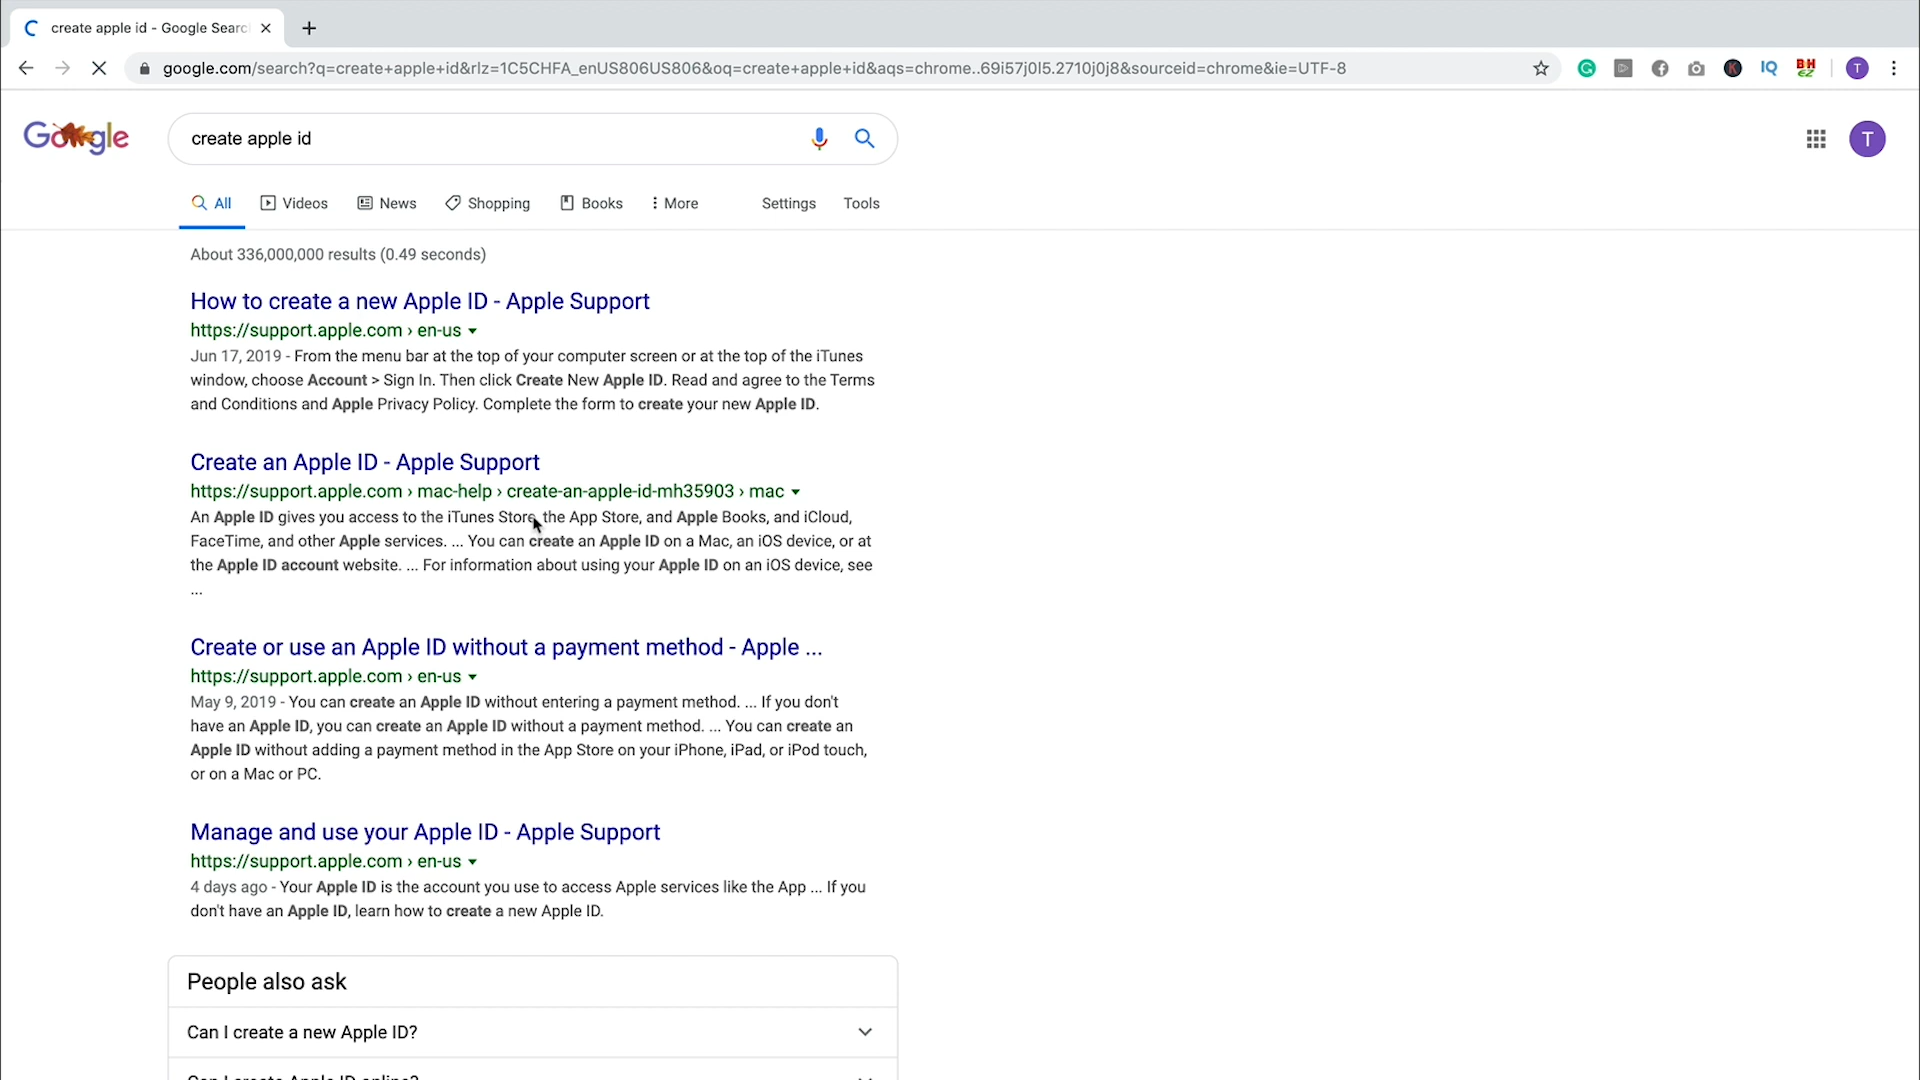 create apple id - Google Searc
google.com/search?q=create+apple+id&rlz=1C5CHFA_enUS806US806&oq=create+apple+id&aqs=chrome..69i57j0l5.2710j0j8&sourceid=chrome&ie=UTF-8
IQ
BH
EZ
T
Google
create apple id
T
All
Videos
News
Shopping
Books
More
Settings
Tools
About 336,000,000 results (0.49 seconds)
How to create a new Apple ID - Apple Support
https://support.apple.com › en-us
Jun 17, 2019 - From the menu bar at the top of your computer screen or at the top of the iTunes
window, choose Account > Sign In. Then click Create New Apple ID. Read and agree to the Terms
and Conditions and Apple Privacy Policy. Complete the form to create your new Apple ID.
Create an Apple ID - Apple Support
https://support.apple.com › mac-help › create-an-apple-id-mh35903 › mac
An Apple ID gives you access to the iTunes Store, the App Store, and Apple Books, and iCloud,
FaceTime, and other Apple services. ... You can create an Apple ID on a Mac, an iOS device, or at
the Apple ID account website. ... For information about using your Apple ID on an iOS device, see
...
Create or use an Apple ID without a payment method - Apple ...
https://support.apple.com › en-us
May 9, 2019 - You can create an Apple ID without entering a payment method. ... If you don't
have an Apple ID, you can create an Apple ID without a payment method. ... You can create an
Apple ID without adding a payment method in the App Store on your iPhone, iPad, or iPod touch,
or on a Mac or PC.
Manage and use your Apple ID - Apple Support
https://support.apple.com › en-us
4 days ago - Your Apple ID is the account you use to access Apple services like the App ... If you
don't have an Apple ID, learn how to create a new Apple ID.
People also ask
Can I create a new Apple ID?
Can I create Apple ID online?